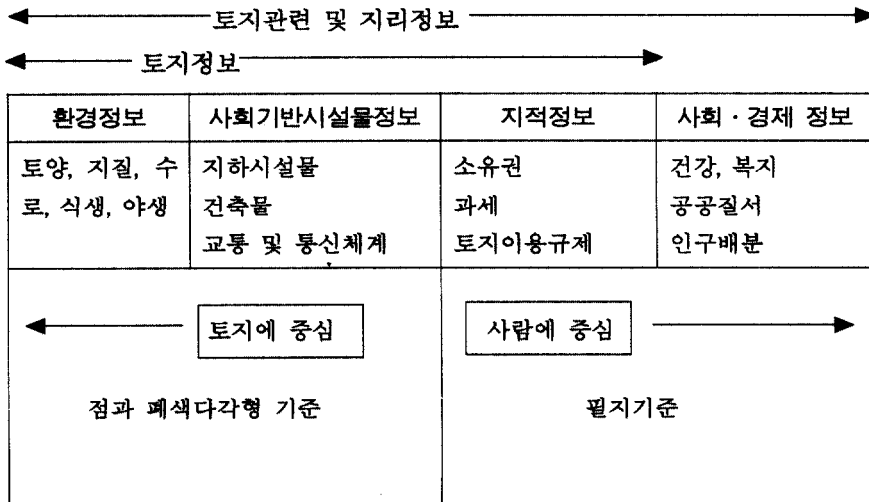 토지관련 및 지리정보
토지정보
환경정보 사회기반시설물정보 지적정보 사회·경제 정보
토양, 지질, 수 지하시설물 소유권 건강, 복지
로, 식생, 야생 건축물 과세 공공질서
교통 및 통신체계 토지이용규제 인구배분
토지에 중심 사람에 중심
점과 폐색다각형 기준 필지기준